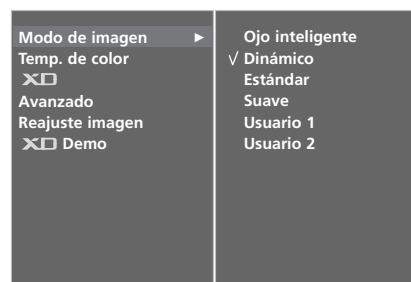 Modo de imagen ►
Temp. de color
XD
Avanzado
Reajuste imagen
XD Demo
Ojo inteligente
√ Dinámico
Estándar
Suave
Usuario 1
Usuario 2